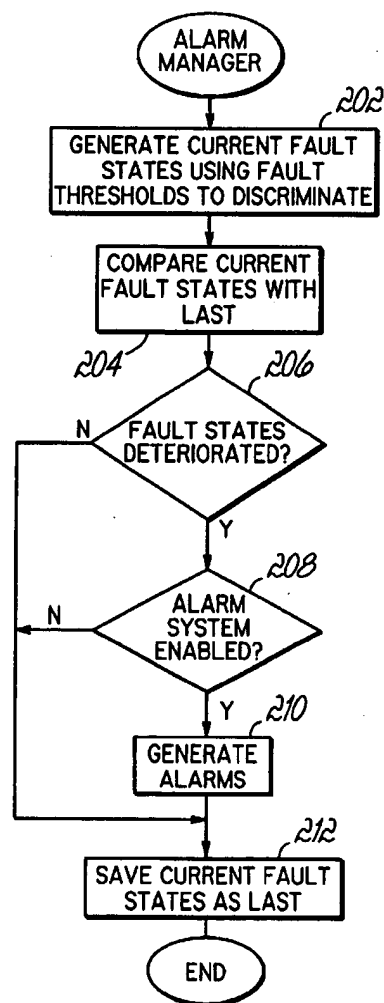 ALARM
MANAGER
202
GENERATE CURRENT FAULT
STATES USING FAULT
THRESHOLDS TO DISCRIMINATE
COMPARE CURRENT
FAULT STATES WITH
LAST
204
206
N
FAULT STATES
DETERIORATED?
Y
208
N
ALARM
SYSTEM
ENABLED?
Y
210
GENERATE
ALARMS
212
SAVE CURRENT FAULT
STATES AS LAST
END